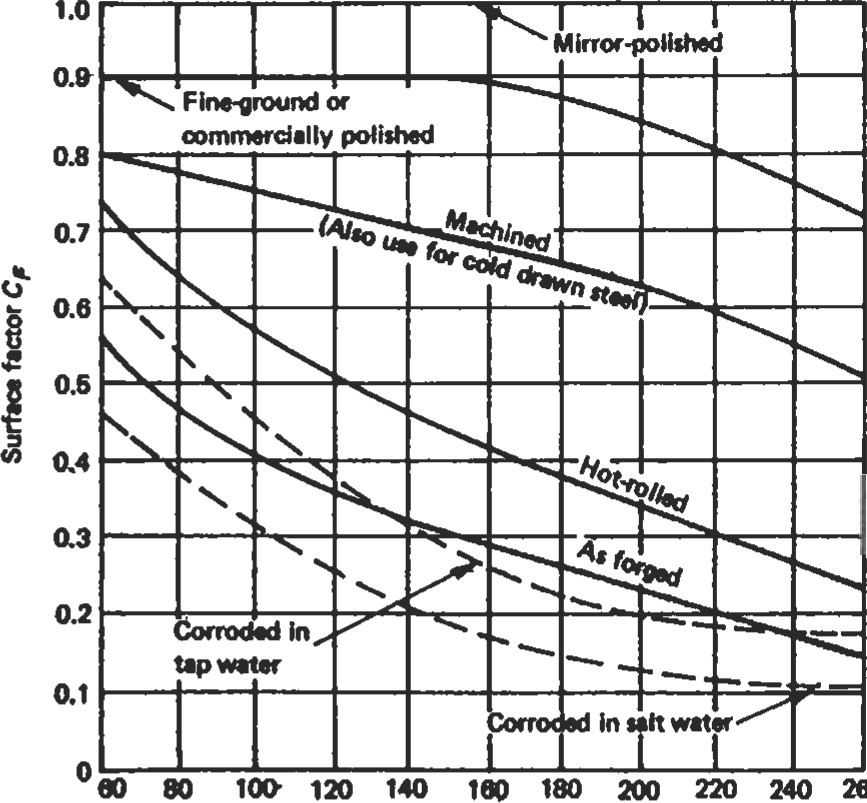 1.0
Mirror-polished
0.9
Fine-ground or
commercially polished
0.8
0.7
Machined
(Also use for cold drawn steel)
0.6
Surface factor C_F
0.5
0.4
Hot-rolled
0.3
As forged
0.2
Corroded in
tap water
0.1
Corroded in salt water
0
60 80 100 120 140 160 180 200 220 240